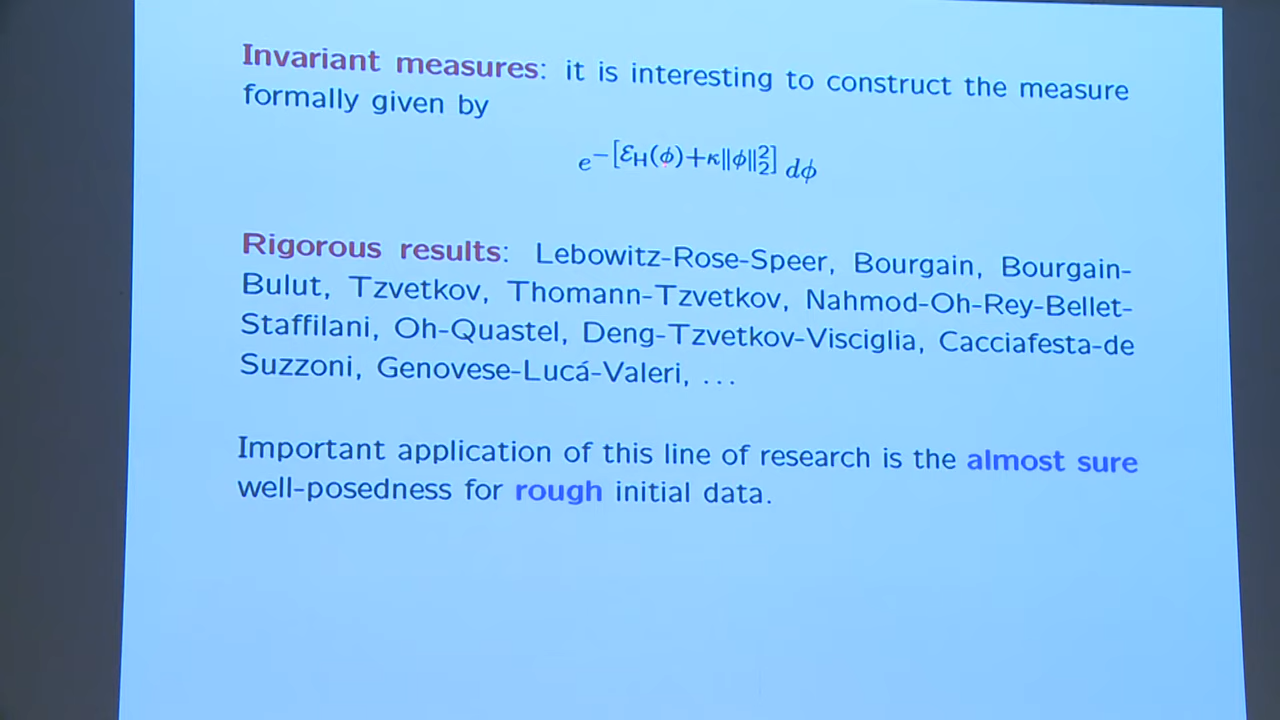 Invariant measures: it is interesting to construct the measure
formally given by
e^{−[ℰ_H(ϕ)+κ‖ϕ‖_2^2]} dϕ
Rigorous results: Lebowitz-Rose-Speer, Bourgain, Bourgain-
Bulut, Tzvetkov, Thomann-Tzvetkov, Nahmod-Oh-Rey-Bellet-
Staffilani, Oh-Quastel, Deng-Tzvetkov-Visciglia, Cacciafesta-de
Suzzoni, Genovese-Lucá-Valeri, ...
Important application of this line of research is the almost sure
well-posedness for rough initial data.